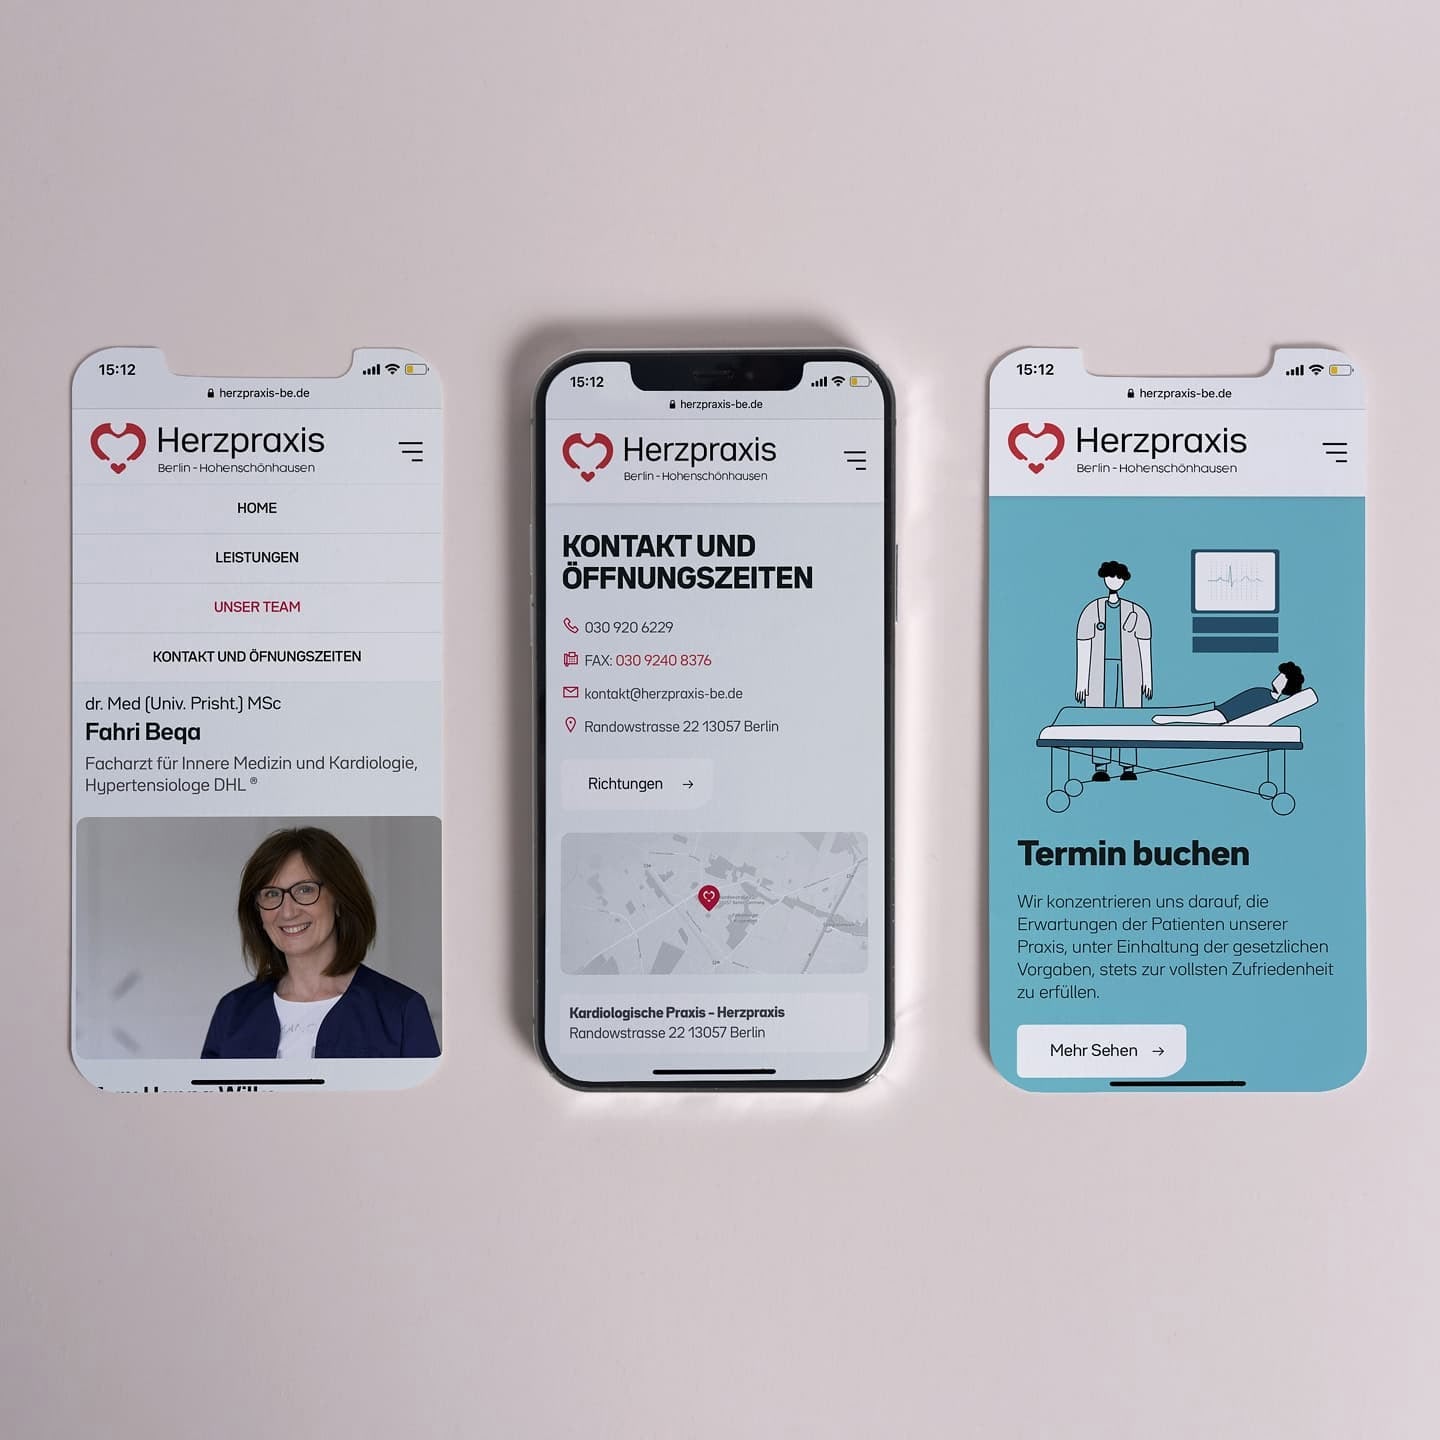 15:12
herzpraxis-be.de
Herzpraxis
Berlin - Hohenschönhausen
HOME
LEISTUNGEN
UNSER TEAM
KONTAKT UND ÖFNUNGSZEITEN
dr. Med (Univ. Prisht.) MSc
Fahri Beqa
Facharzt für Innere Medizin und Kardiologie,
Hypertensiologe DHL ®
15:12
herzpraxis-be.de
Herzpraxis
Berlin - Hohenschönhausen
KONTAKT UND
ÖFFNUNGSZEITEN
030 920 6229
FAX: 030 9240 8376
kontakt@herzpraxis-be.de
Randowstrasse 22 13057 Berlin
Richtungen →
Kardiologische Praxis - Herzpraxis
Randowstrasse 22 13057 Berlin
15:12
herzpraxis-be.de
Herzpraxis
Berlin - Hohenschönhausen
Termin buchen
Wir konzentrieren uns darauf, die
Erwartungen der Patienten unserer
Praxis, unter Einhaltung der gesetzlichen
Vorgaben, stets zur vollsten Zufriedenheit
zu erfüllen.
Mehr Sehen →